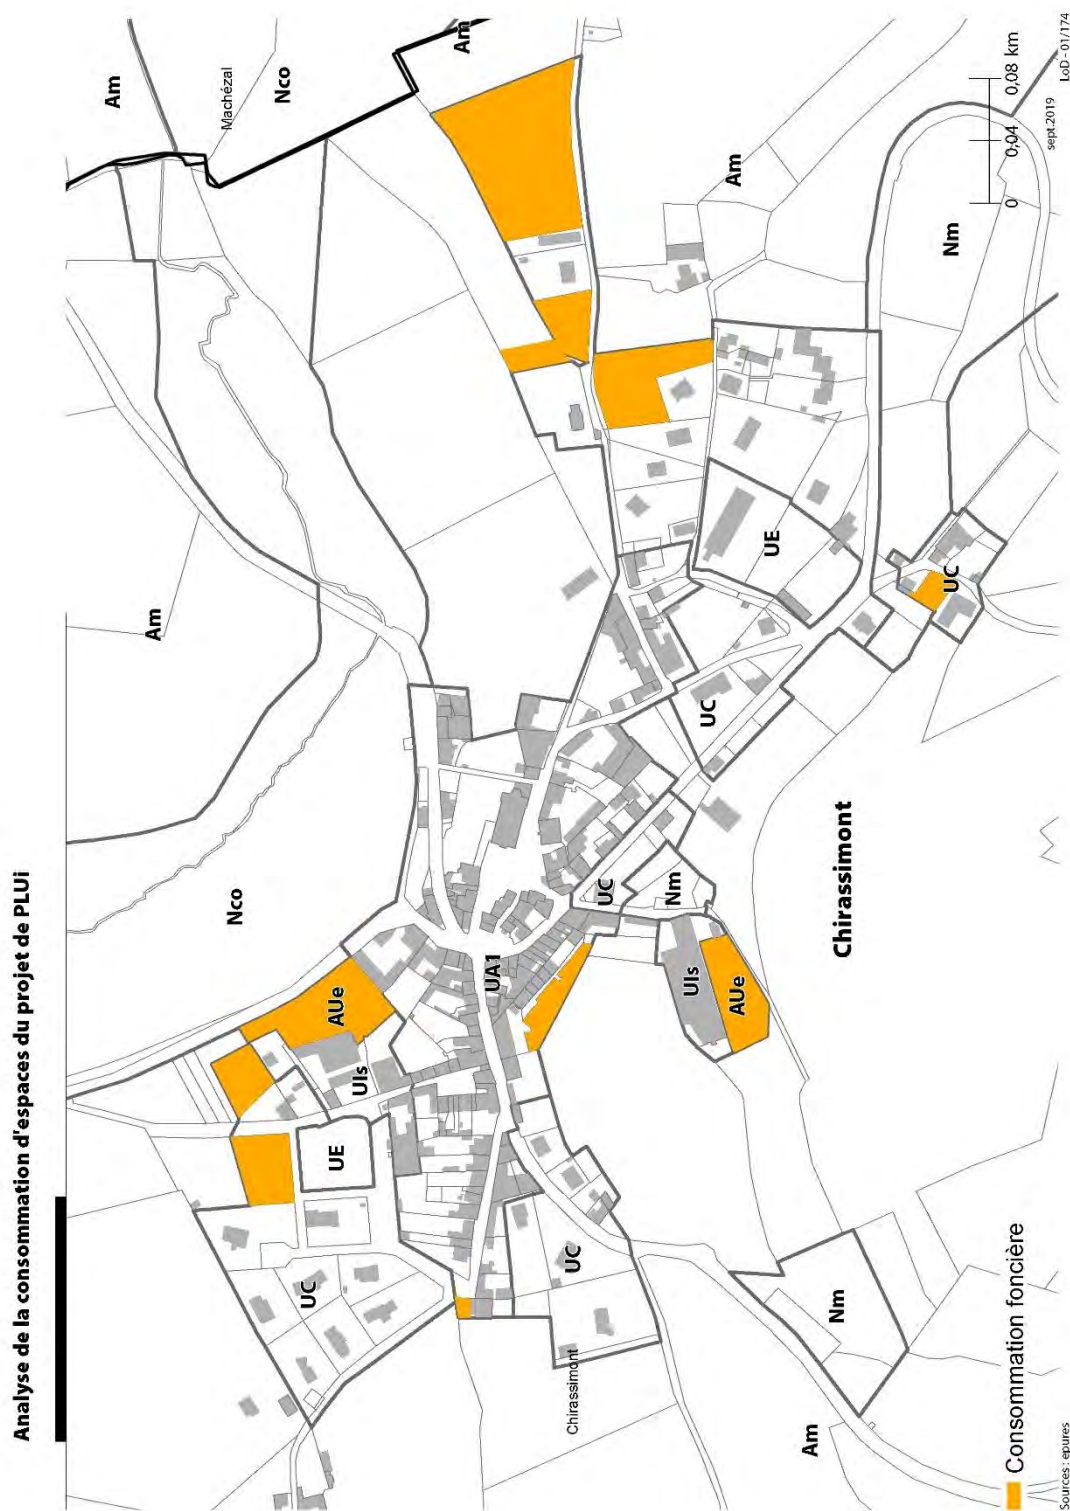 Analyse de la consommation d'espaces du projet de PLUi
Am
Machézal
Nco
Am
Am
Am
Nco
Nm
UE
UC
UC
UC
Nm
Chirassimont
UA1
AUe
UIs
UIs
AUe
UE
UC
UC
Chirassimont
Nm
Am
0
0,04
0,08 km
sept.2019
LoD - 01/174
Consommation foncière
Sources : epures